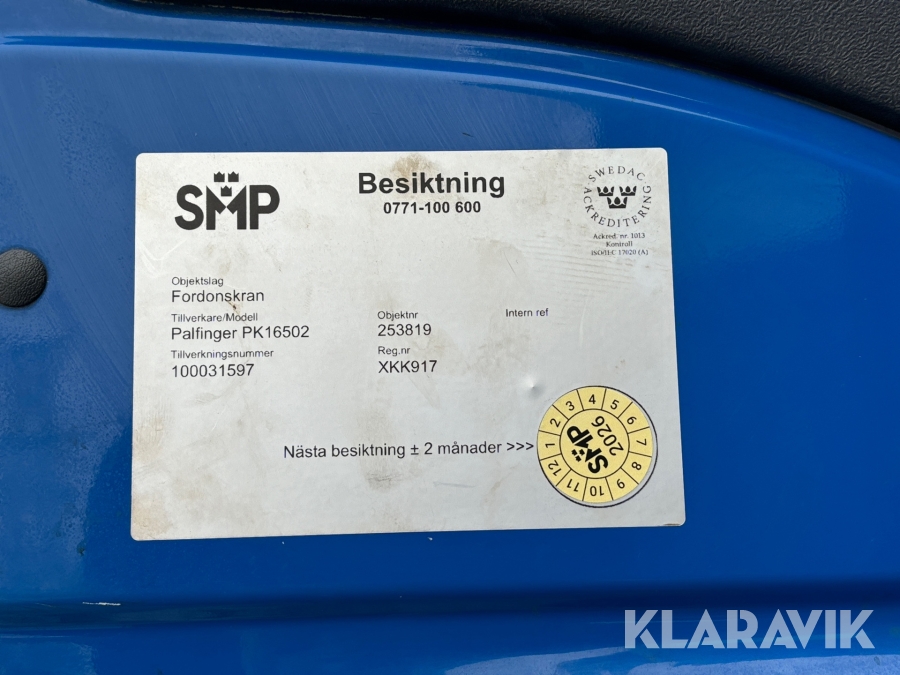 SMP
Besiktning
0771-100 600
SWEDAC
ACKREDITERING
Ackred. nr. 1013
Kontroll
ISO/IEC 17020 (A)
Objektslag
Fordonskran
Tillverkare/Modell
Palfinger PK16502
Objektnr
253819
Intern ref
Tillverkningsnummer
100031597
Reg.nr
XKK917
Nästa besiktning ± 2 månader >>>
1 2 3 4 5 6 7 8 9 10 11 12
SMP
2026
KLARAVIK